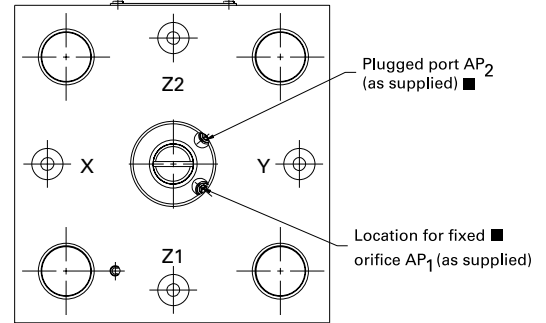 Plugged port AP2
(as supplied) ■
Z2
X
Y
Z1
Location for fixed ■
orifice AP1 (as supplied)